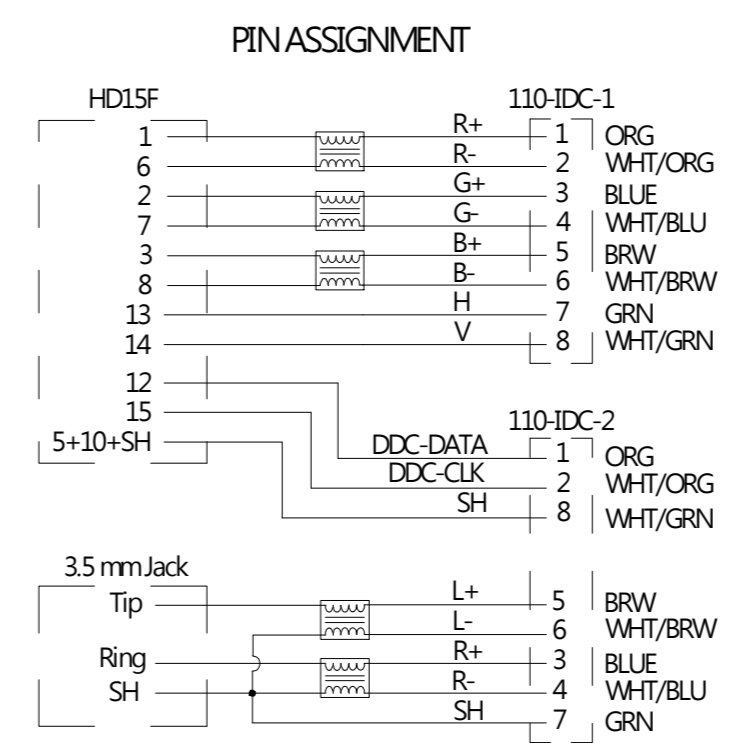 PIN ASSIGNMENT
HD15F 110-IDC-1
1 R+ 1 ORG
6 R- 2 WHT/ORG
2 G+ 3 BLUE
7 G- 4 WHT/BLU
3 B+ 5 BRW
8 B- 6 WHT/BRW
13 H 7 GRN
14 V 8 WHT/GRN
12
15 110-IDC-2
5+10+SH DDC-DATA 1 ORG
DDC-CLK 2 WHT/ORG
SH 8 WHT/GRN
3.5 mm Jack
Tip L+ 5 BRW
L- 6 WHT/BRW
Ring R+ 3 BLUE
SH R- 4 WHT/BLU
SH 7 GRN